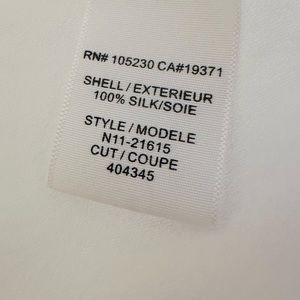 RN# 105230 CA#19371
SHELL / EXTERIEUR
100% SILK/SOIE
STYLE / MODELE
N11-21615
CUT / COUPE
404345